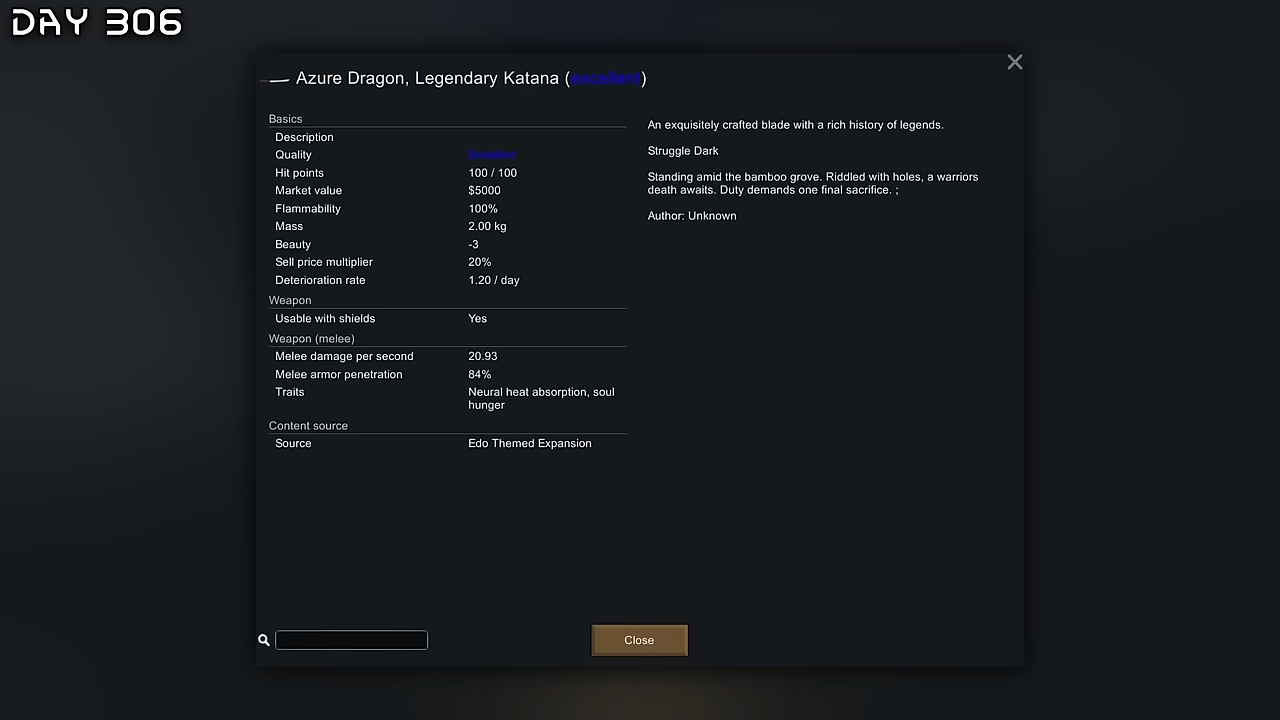 DAY 306
Azure Dragon, Legendary Katana (excellent)
Basics
Description
Quality Excellent
Hit points 100 / 100
Market value $5000
Flammability 100%
Mass 2.00 kg
Beauty -3
Sell price multiplier 20%
Deterioration rate 1.20 / day
Weapon
Usable with shields Yes
Weapon (melee)
Melee damage per second 20.93
Melee armor penetration 84%
Traits Neural heat absorption, soul
hunger
Content source
Source Edo Themed Expansion
An exquisitely crafted blade with a rich history of legends.
Struggle Dark
Standing amid the bamboo grove. Riddled with holes, a warriors
death awaits. Duty demands one final sacrifice. ;
Author: Unknown
Close